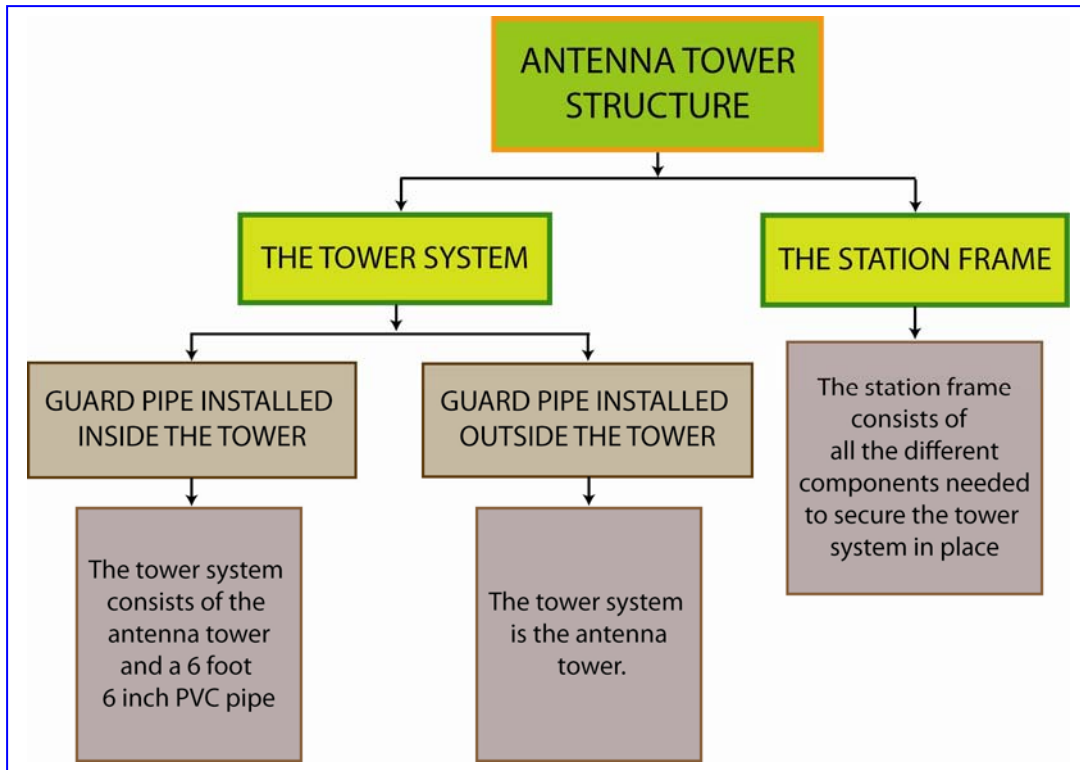 ANTENNA TOWER
STRUCTURE
THE TOWER SYSTEM
THE STATION FRAME
GUARD PIPE INSTALLED
INSIDE THE TOWER
GUARD PIPE INSTALLED
OUTSIDE THE TOWER
The station frame
consists of
all the different
components needed
to secure the tower
system in place
The tower system
consists of the
antenna tower
and a 6 foot
6 inch PVC pipe
The tower system
is the antenna
tower.